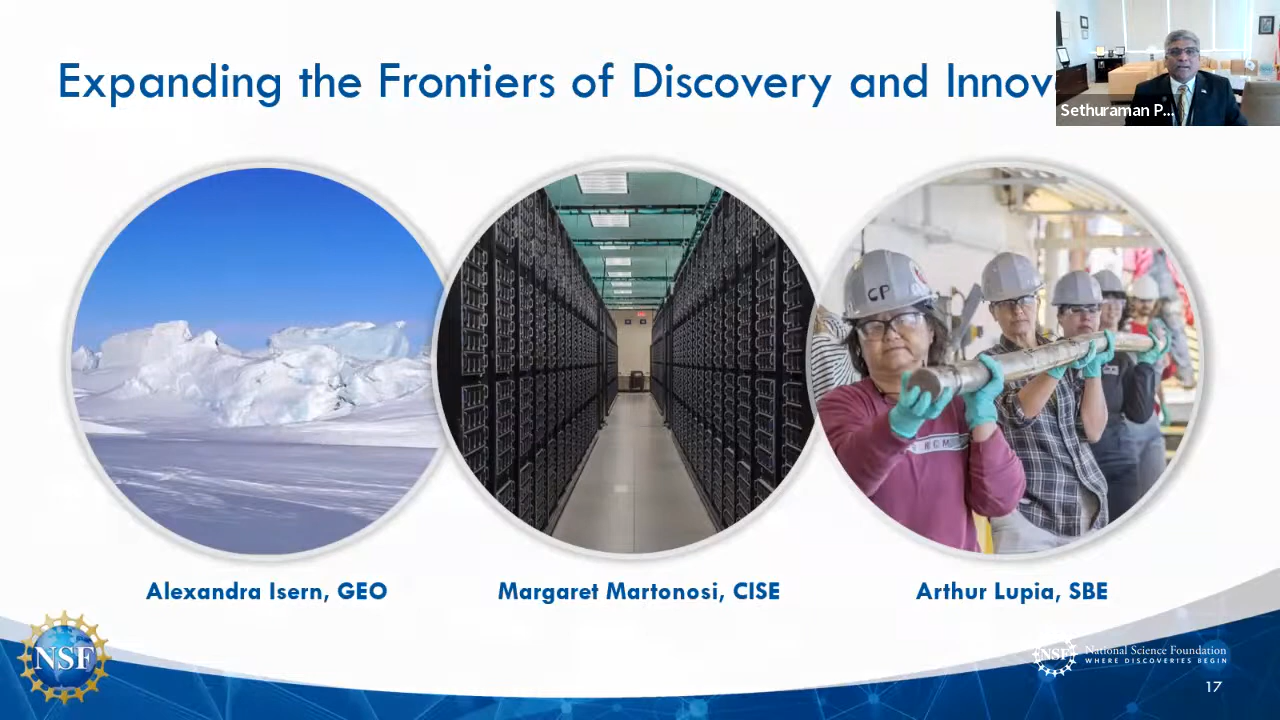 Expanding the Frontiers of Discovery and Innov
Sethuraman P...
CP
Alexandra Isern, GEO
Margaret Martonosi, CISE
Arthur Lupia, SBE
NSF
NSF
National Science Foundation
WHERE DISCOVERIES BEGIN
17